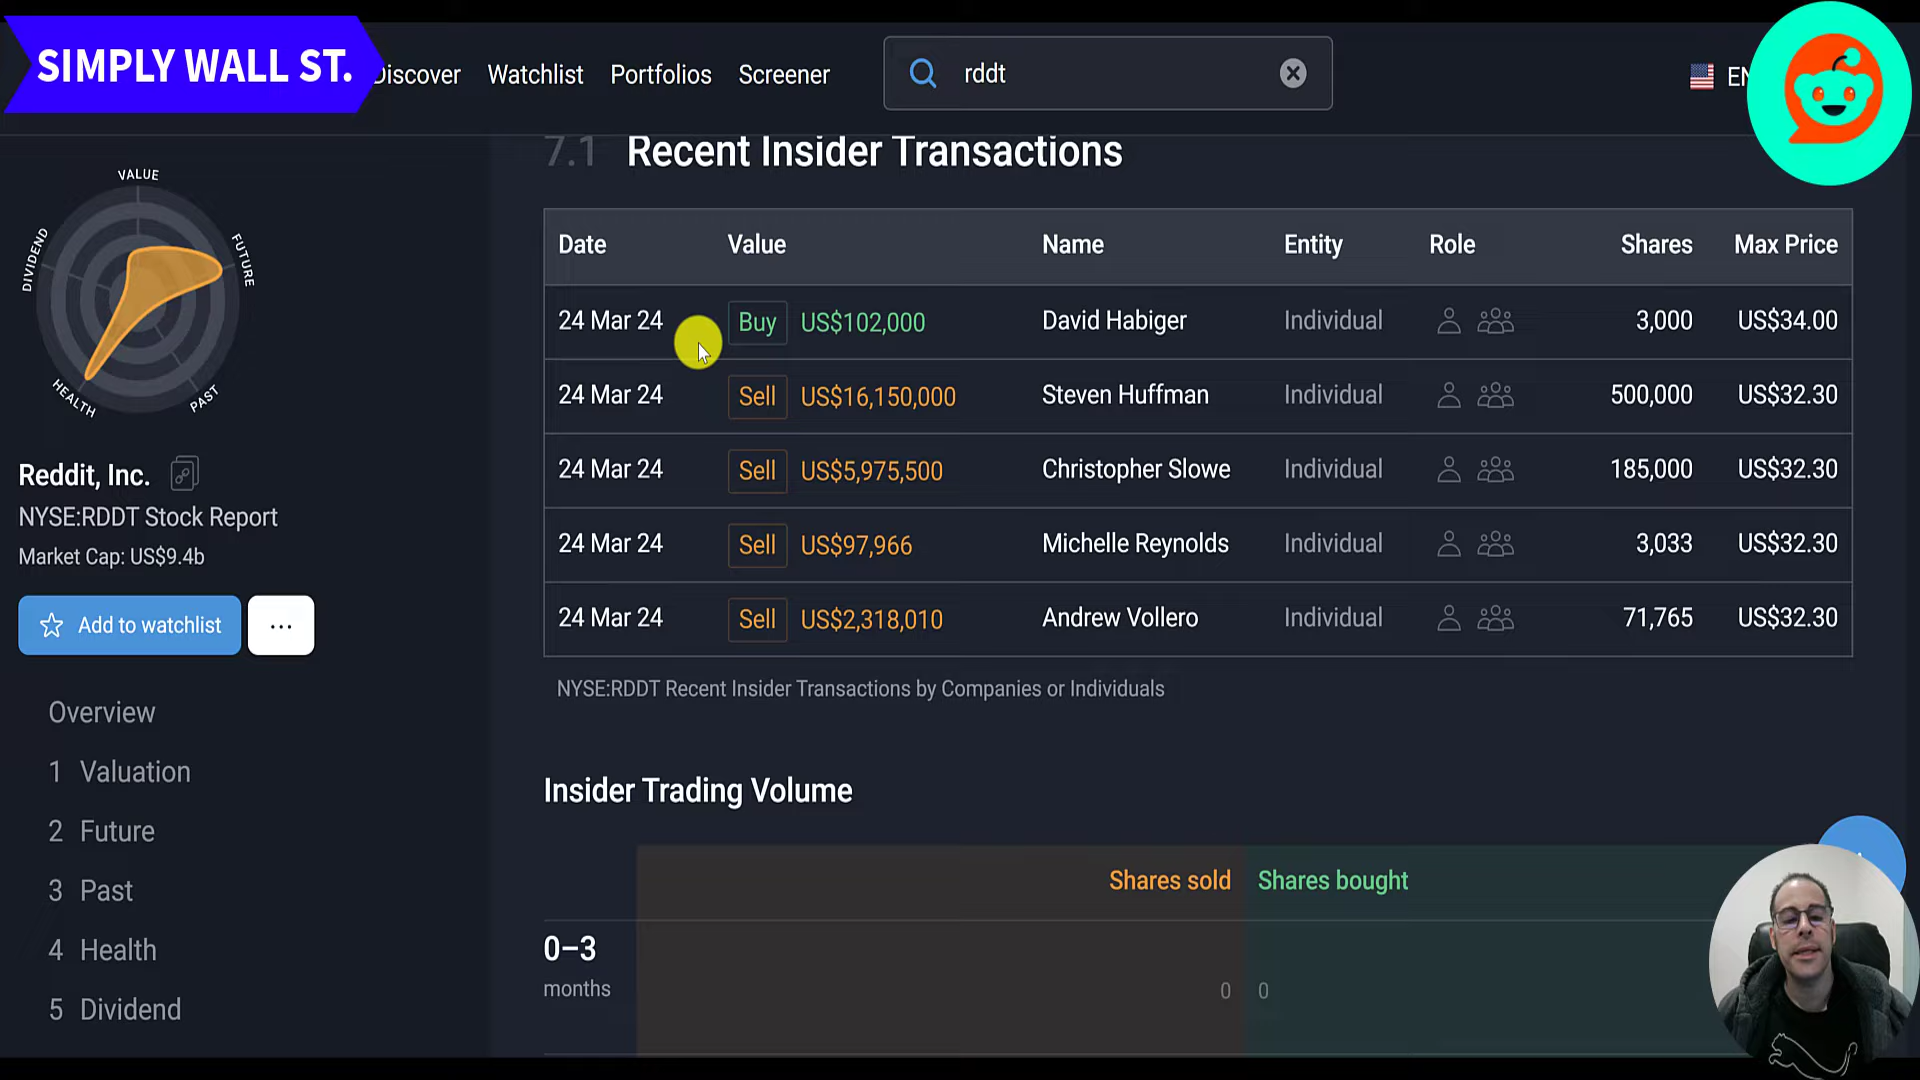 SIMPLY WALL ST.
Discover Watchlist Portfolios Screener
rddt
EN
VALUE
FUTURE
PAST
HEALTH
DIVIDEND
Reddit, Inc.
NYSE:RDDT Stock Report
Market Cap: US$9.4b
Add to watchlist
...
Overview
1 Valuation
2 Future
3 Past
4 Health
5 Dividend
7.1 Recent Insider Transactions
Date Value Name Entity Role Shares Max Price
24 Mar 24 Buy US$102,000 David Habiger Individual 3,000 US$34.00
24 Mar 24 Sell US$16,150,000 Steven Huffman Individual 500,000 US$32.30
24 Mar 24 Sell US$5,975,500 Christopher Slowe Individual 185,000 US$32.30
24 Mar 24 Sell US$97,966 Michelle Reynolds Individual 3,033 US$32.30
24 Mar 24 Sell US$2,318,010 Andrew Vollero Individual 71,765 US$32.30
NYSE:RDDT Recent Insider Transactions by Companies or Individuals
Insider Trading Volume
Shares sold Shares bought
0–3
months
0 0